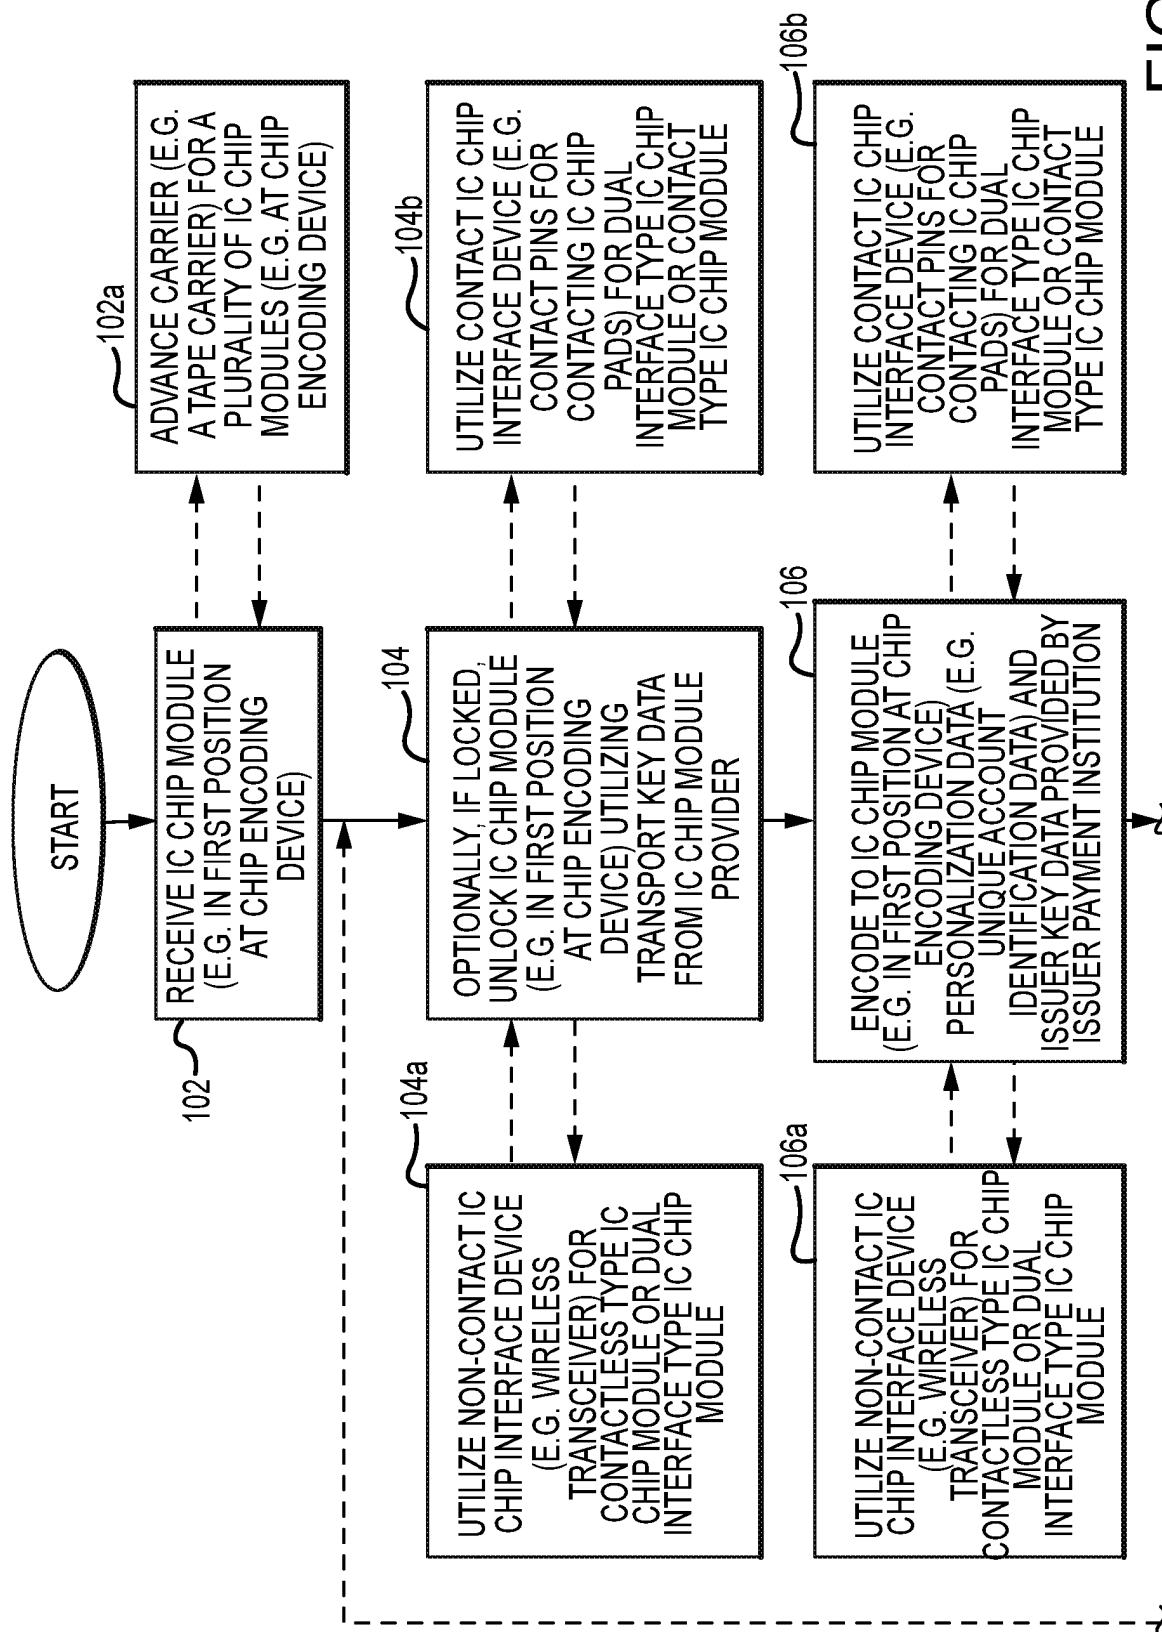 START
102
RECEIVE IC CHIP MODULE
(E.G. IN FIRST POSITION
AT CHIP ENCODING
DEVICE)
102a
ADVANCE CARRIER (E.G.
A TAPE CARRIER) FOR A
PLURALITY OF IC CHIP
MODULES (E.G. AT CHIP
ENCODING DEVICE)
104a
UTILIZE NON-CONTACT IC
CHIP INTERFACE DEVICE
(E.G. WIRELESS
TRANSCEIVER) FOR
CONTACTLESS TYPE IC
CHIP MODULE OR DUAL
INTERFACE TYPE IC CHIP
MODULE
104
OPTIONALLY, IF LOCKED,
UNLOCK IC CHIP MODULE
(E.G. IN FIRST POSITION
AT CHIP ENCODING
DEVICE) UTILIZING
TRANSPORT KEY DATA
FROM IC CHIP MODULE
PROVIDER
104b
UTILIZE CONTACT IC CHIP
INTERFACE DEVICE (E.G.
CONTACT PINS FOR
CONTACTING IC CHIP
PADS) FOR DUAL
INTERFACE TYPE IC CHIP
MODULE OR CONTACT
TYPE IC CHIP MODULE
106a
UTILIZE NON-CONTACT IC
CHIP INTERFACE DEVICE
(E.G. WIRELESS
TRANSCEIVER) FOR
CONTACTLESS TYPE IC CHIP
MODULE OR DUAL
INTERFACE TYPE IC CHIP
MODULE
106
ENCODE TO IC CHIP MODULE
(E.G. IN FIRST POSITION AT CHIP
ENCODING DEVICE)
PERSONALIZATION DATA (E.G.
UNIQUE ACCOUNT
IDENTIFICATION DATA) AND
ISSUER KEY DATA PROVIDED BY
ISSUER PAYMENT INSTITUTION
106b
UTILIZE CONTACT IC CHIP
INTERFACE DEVICE (E.G.
CONTACT PINS FOR
CONTACTING IC CHIP
PADS) FOR DUAL
INTERFACE TYPE IC CHIP
MODULE OR CONTACT
TYPE IC CHIP MODULE